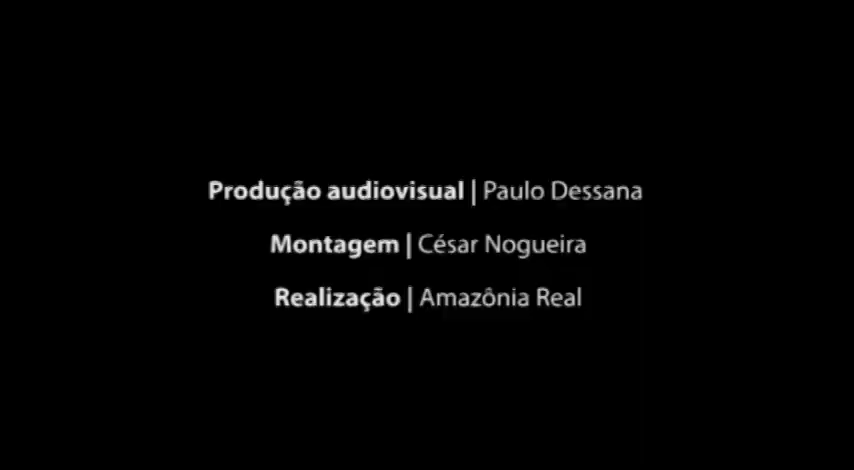 Produção audiovisual | Paulo Dessana
Montagem | César Nogueira
Realização | Amazônia Real